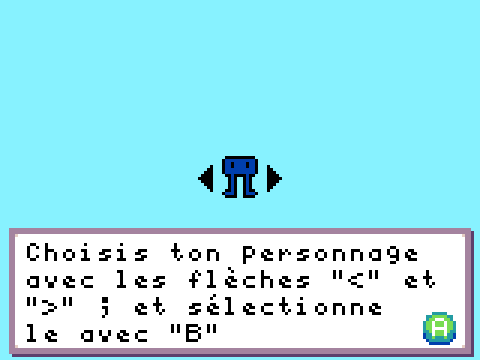 Choisis ton personnage
avec les flèches "<" et
">" ; et sélectionne
le avec "B"
A